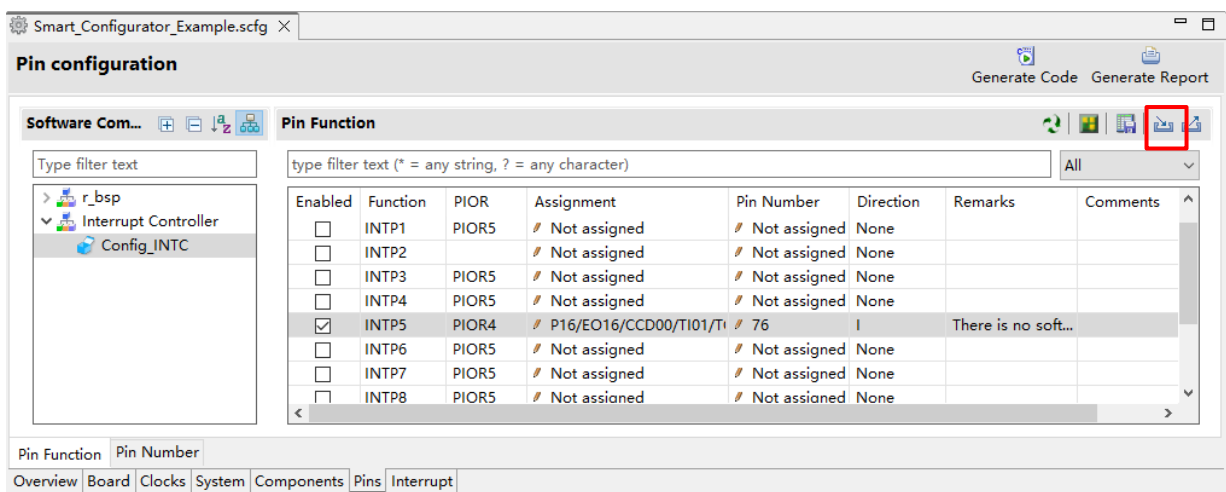 Smart_Configurator_Example.scfg
Pin configuration
Generate Code Generate Report
Software Com... Pin Function
Type filter text
type filter text (* = any string, ? = any character) All
r_bsp
Interrupt Controller
Config_INTC
Enabled Function PIOR Assignment Pin Number Direction Remarks Comments
INTP1 PIOR5 Not assigned Not assigned None
INTP2 Not assigned Not assigned None
INTP3 PIOR5 Not assigned Not assigned None
INTP4 PIOR5 Not assigned Not assigned None
INTP5 PIOR4 P16/EO16/CCD00/TI01/T 76 I There is no soft...
INTP6 PIOR5 Not assigned Not assigned None
INTP7 PIOR5 Not assigned Not assigned None
INTP8 PIOR5 Not assigned Not assigned None
Pin Function Pin Number
Overview Board Clocks System Components Pins Interrupt